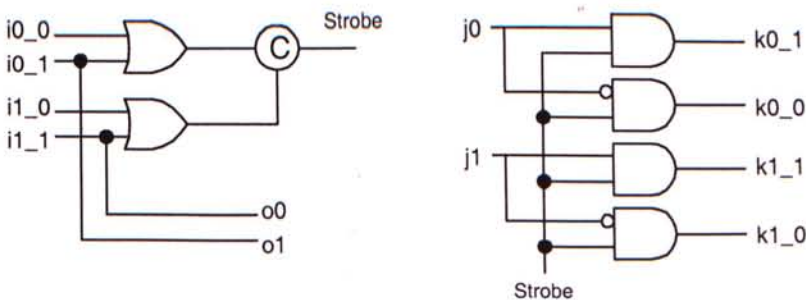 i0_0
i0_1
i1_0
i1_1
C
Strobe
o0
o1
j0
j1
k0_1
k0_0
k1_1
k1_0
Strobe